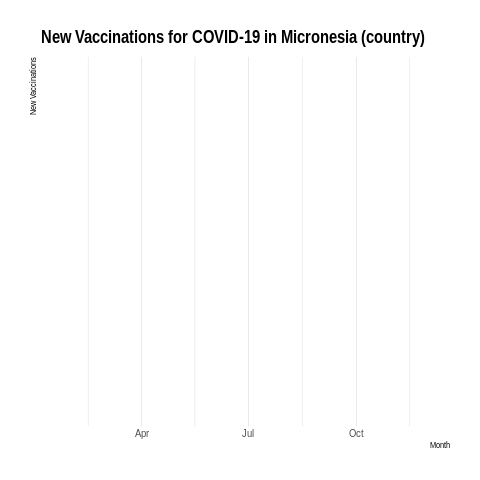 New Vaccinations for COVID-19 in Micronesia (country)
New Vaccinations
Apr Jul Oct
Month